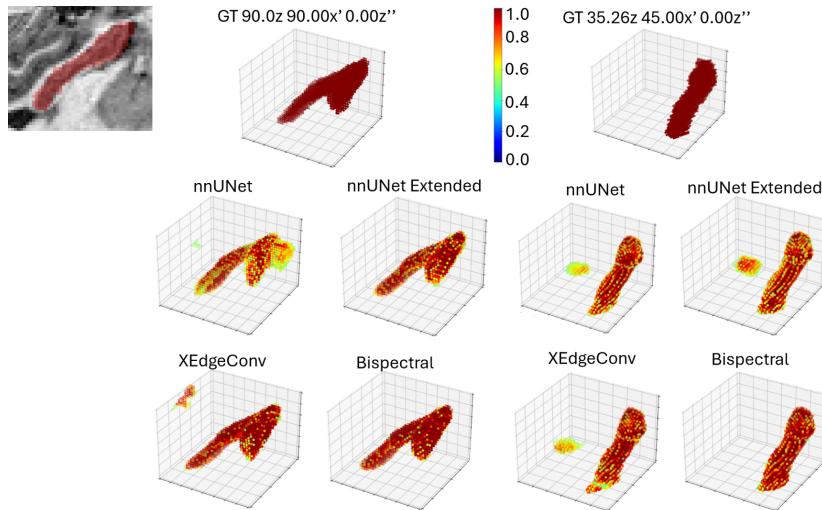 GT 90.0z 90.00x’ 0.00z’’
GT 35.26z 45.00x’ 0.00z’’
1.0
0.8
0.6
0.4
0.2
0.0
nnUNet
nnUNet Extended
nnUNet
nnUNet Extended
XEdgeConv
Bispectral
XEdgeConv
Bispectral